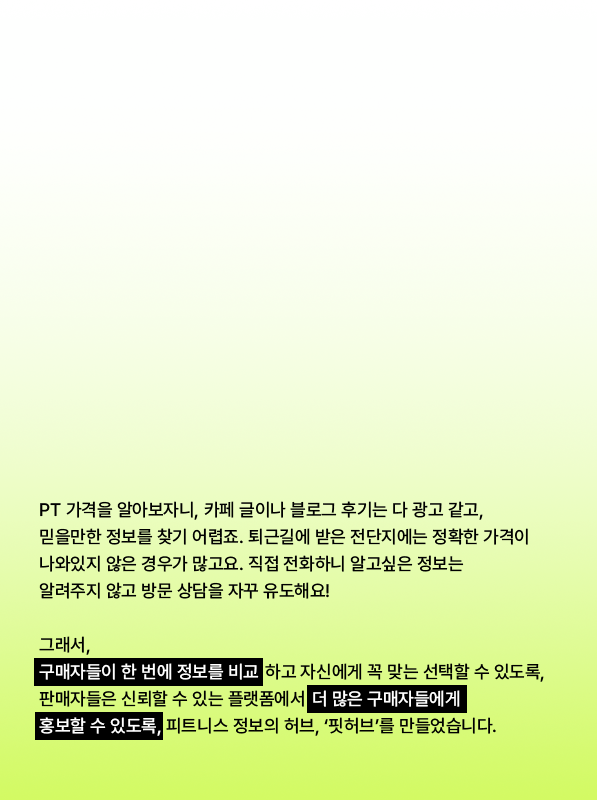 PT 가격을 알아보자니, 카페 글이나 블로그 후기는 다 광고 같고,
믿을만한 정보를 찾기 어렵죠. 퇴근길에 받은 전단지에는 정확한 가격이
나와있지 않은 경우가 많고요. 직접 전화하니 알고싶은 정보는
알려주지 않고 방문 상담을 자꾸 유도해요!
그래서,
구매자들이 한 번에 정보를 비교 하고 자신에게 꼭 맞는 선택할 수 있도록,
판매자들은 신뢰할 수 있는 플랫폼에서 더 많은 구매자들에게
홍보할 수 있도록, 피트니스 정보의 허브, ‘핏허브’를 만들었습니다.